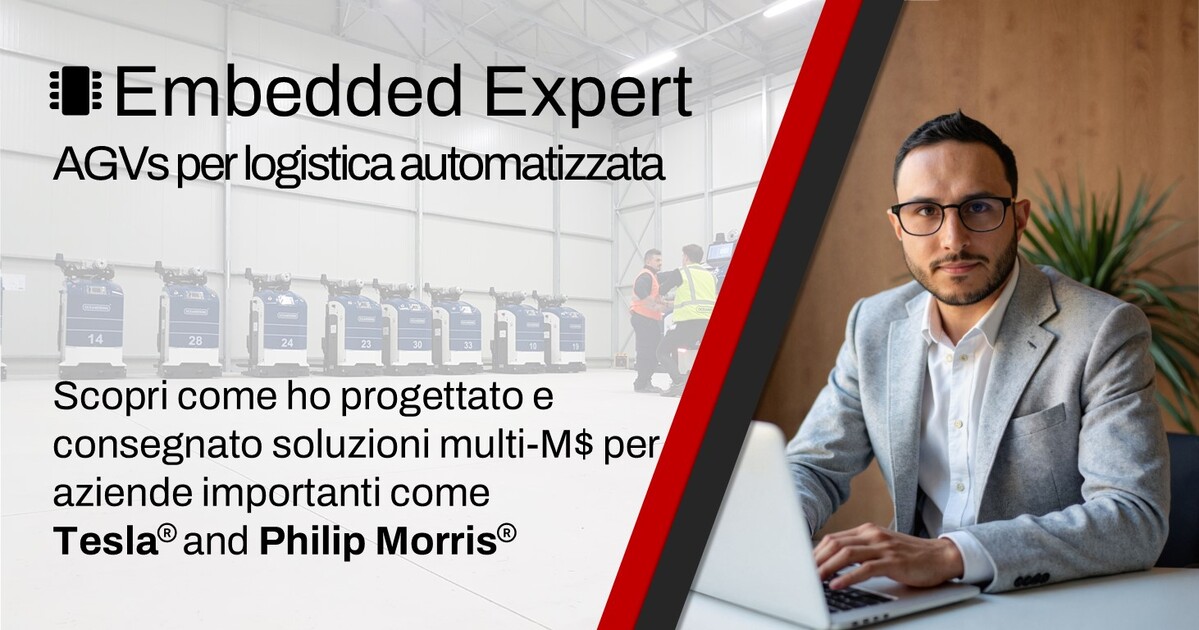 Embedded Expert
AGVs per logistica automatizzata
14
28
24
23
30
33
10
19
Scopri come ho progettato e
consegnato soluzioni multi-M$ per
aziende importanti come
Tesla® and Philip Morris®